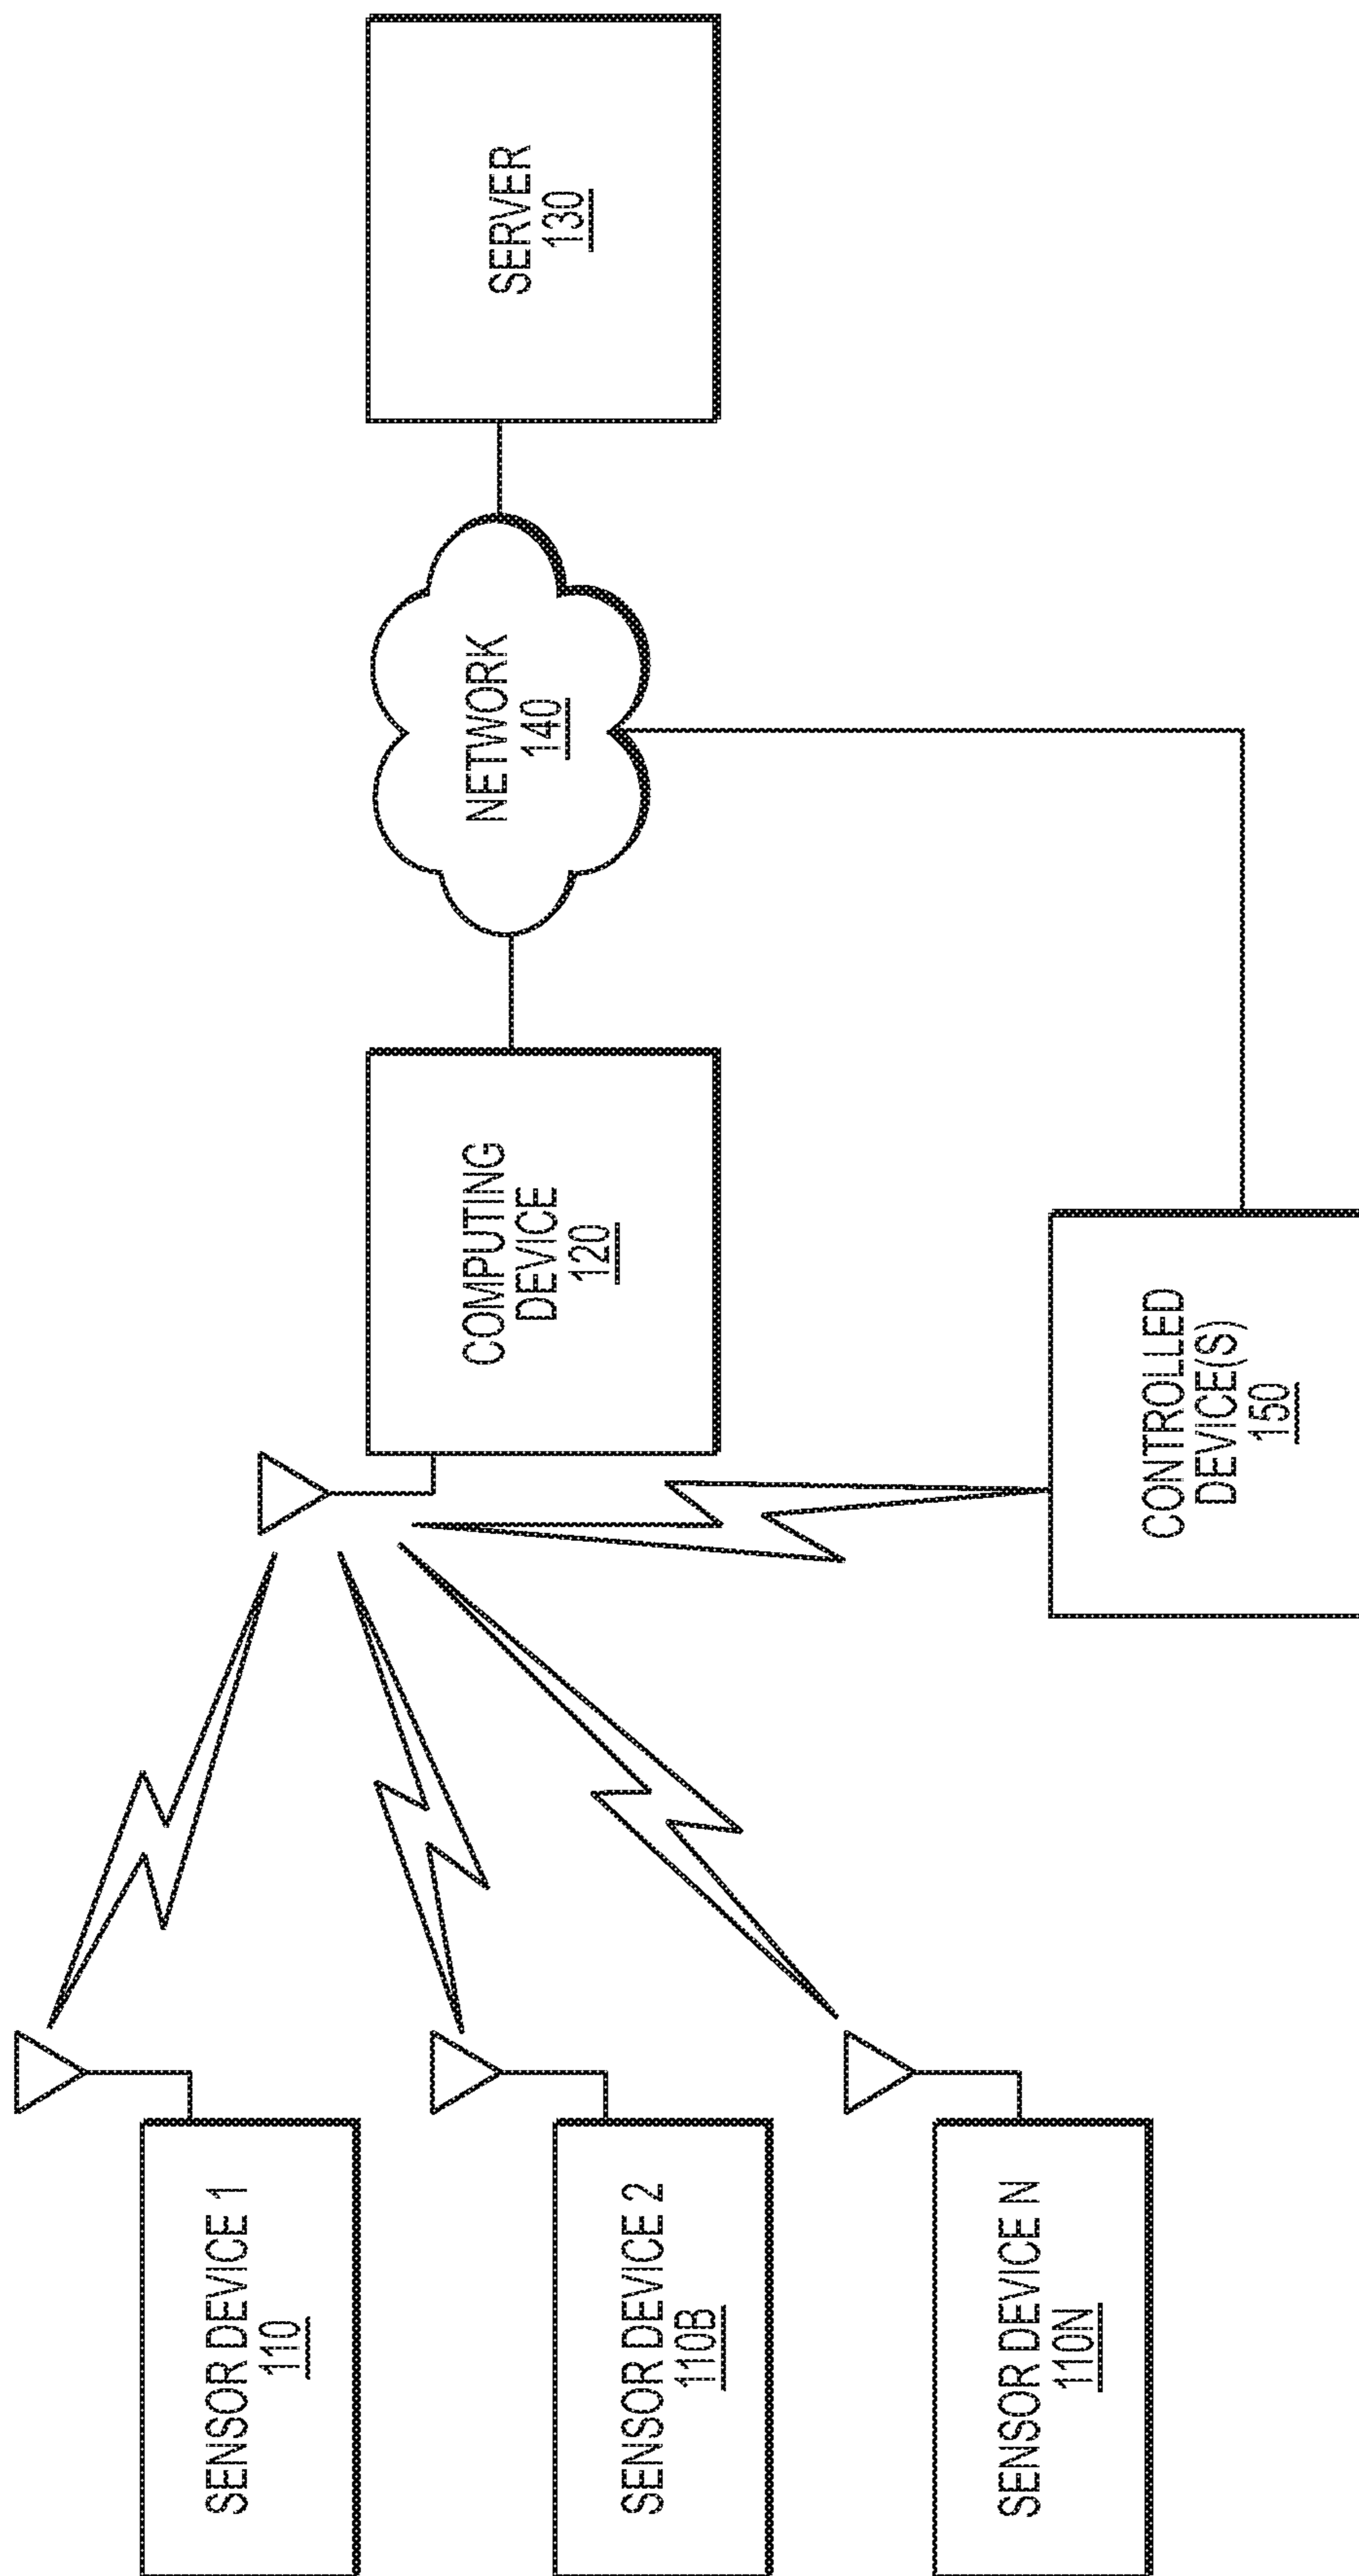 SENSOR DEVICE 1
110
SENSOR DEVICE 2
110B
SENSOR DEVICE N
110N
COMPUTING
DEVICE
120
NETWORK
140
SERVER
130
CONTROLLED
DEVICE(S)
150